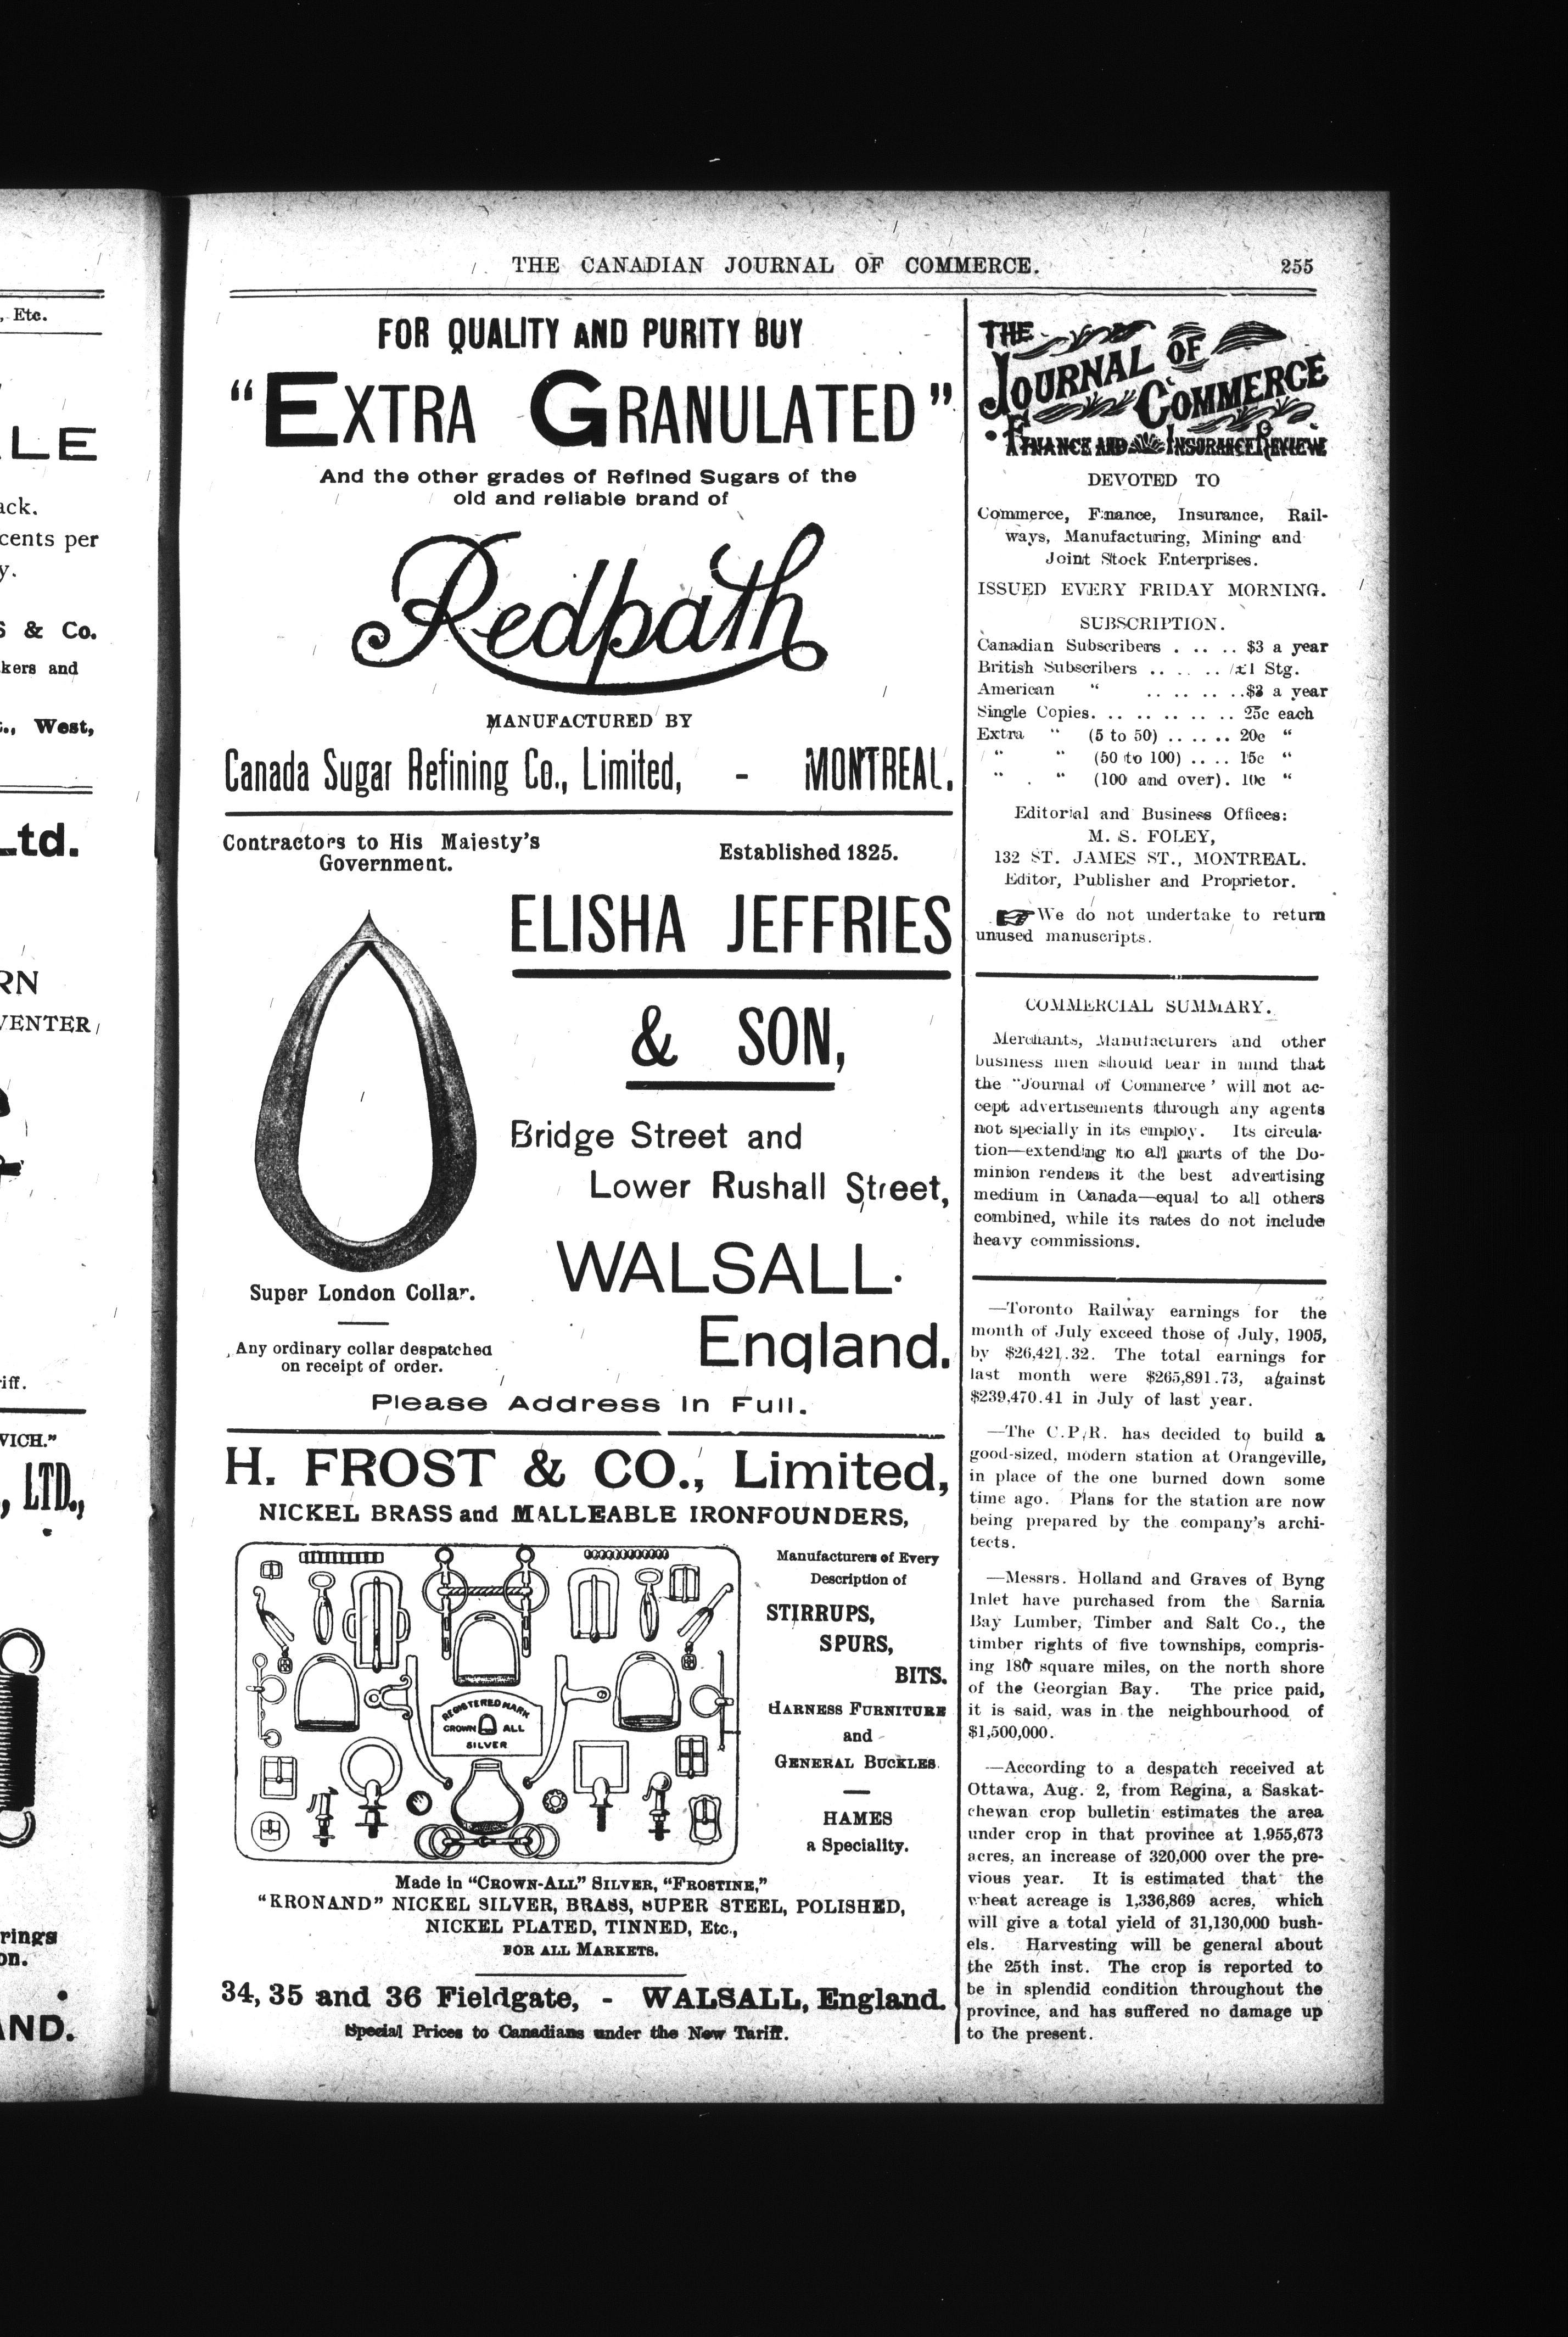 , Etc.
LE
ack.
cents per
y.
S & Co.
kers and
t., West,
Ltd.
RN
VENTER
riff.
VICH."
, LTD.,
rings
on.
AND.
THE CANADIAN JOURNAL OF COMMERCE. 255
FOR QUALITY AND PURITY BUY
"EXTRA GRANULATED"
And the other grades of Refined Sugars of the
old and reliable brand of
Redpath
MANUFACTURED BY
Canada Sugar Refining Co., Limited, - MONTREAL.
Contractors to His Majesty's
Government.
Established 1825.
ELISHA JEFFRIES
& SON,
Bridge Street and
Lower Rushall Street,
WALSALL.
England.
Super London Collar.
Any ordinary collar despatched
on receipt of order.
Please Address in Full.
H. FROST & CO., Limited,
NICKEL BRASS and MALLEABLE IRONFOUNDERS,
REGISTERED MARK
CROWN ALL
SILVER
Manufacturers of Every
Description of
STIRRUPS,
SPURS,
BITS.
HARNESS FURNITURE
and
GENERAL BUCKLES.
HAMES
a Speciality.
Made in "CROWN-ALL" SILVER, "FROSTINE,"
"KRONAND" NICKEL SILVER, BRASS, SUPER STEEL, POLISHED,
NICKEL PLATED, TINNED, Etc.,
FOR ALL MARKETS.
34, 35 and 36 Fieldgate, - WALSALL, England.
Special Prices to Canadians under the New Tariff.
THE
JOURNAL OF
COMMERCE
FINANCE AND INSURANCE REVIEW.
DEVOTED TO
Commerce, Finance, Insurance, Rail-
ways, Manufacturing, Mining and
Joint Stock Enterprises.
ISSUED EVERY FRIDAY MORNING.
SUBSCRIPTION.
Canadian Subscribers . .. .. $3 a year
British Subscribers .. .. .. £1 Stg.
American " .. .. .. ..$3 a year
Single Copies. .. .. .. .. .. 25c each
Extra " (5 to 50) .. .. .. 20c "
" " (50 to 100) .. .. 15c "
" " (100 and over). 10c "
Editorial and Business Offices:
M. S. FOLEY,
132 ST. JAMES ST., MONTREAL.
Editor, Publisher and Proprietor.
☞We do not undertake to return
unused manuscripts.
COMMERCIAL SUMMARY.
Merchants, Manufacturers and other
business men should bear in mind that
the "Journal of Commerce' will not ac-
cept advertisements through any agents
not specially in its employ. Its circula-
tion—extending to all parts of the Do-
minion renders it the best advertising
medium in Canada—equal to all others
combined, while its rates do not include
heavy commissions.
—Toronto Railway earnings for the
month of July exceed those of July, 1905,
by $26,421.32. The total earnings for
last month were $265,891.73, against
$239,470.41 in July of last year.
—The C.P.R. has decided to build a
good-sized, modern station at Orangeville,
in place of the one burned down some
time ago. Plans for the station are now
being prepared by the company's archi-
tects.
—Messrs. Holland and Graves of Byng
Inlet have purchased from the Sarnia
Bay Lumber, Timber and Salt Co., the
timber rights of five townships, compris-
ing 180 square miles, on the north shore
of the Georgian Bay. The price paid,
it is said, was in the neighbourhood of
$1,500,000.
—According to a despatch received at
Ottawa, Aug. 2, from Regina, a Saskat-
chewan crop bulletin estimates the area
under crop in that province at 1,955,673
acres, an increase of 320,000 over the pre-
vious year. It is estimated that the
wheat acreage is 1,336,869 acres, which
will give a total yield of 31,130,000 bush-
els. Harvesting will be general about
the 25th inst. The crop is reported to
be in splendid condition throughout the
province, and has suffered no damage up
to the present.